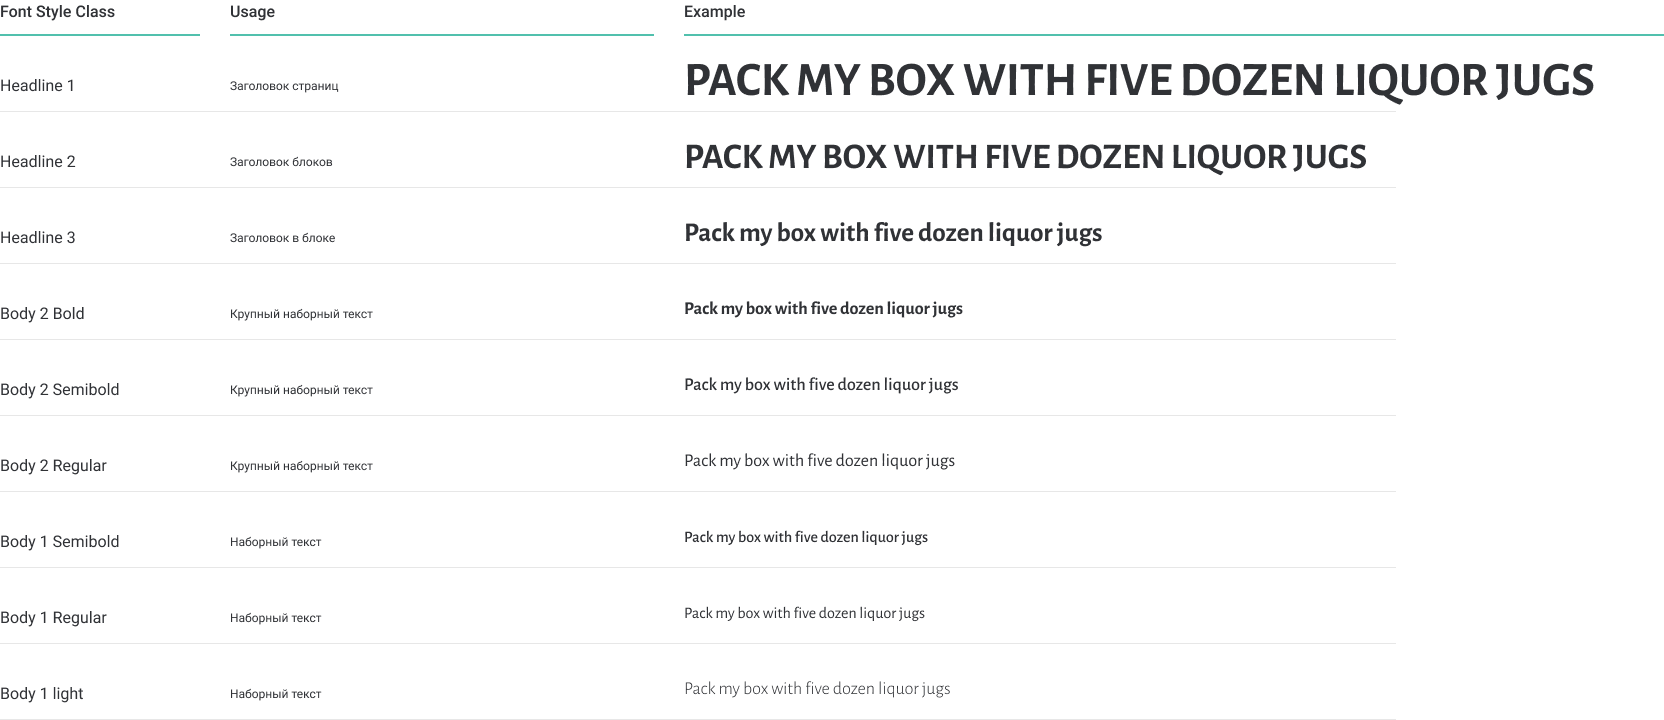 Font Style Class Usage Example
Headline 1 Заголовок страниц PACK MY BOX WITH FIVE DOZEN LIQUOR JUGS
Headline 2 Заголовок блоков PACK MY BOX WITH FIVE DOZEN LIQUOR JUGS
Headline 3 Заголовок в блоке Pack my box with five dozen liquor jugs
Body 2 Bold Крупный наборный текст Pack my box with five dozen liquor jugs
Body 2 Semibold Крупный наборный текст Pack my box with five dozen liquor jugs
Body 2 Regular Крупный наборный текст Pack my box with five dozen liquor jugs
Body 1 Semibold Наборный текст Pack my box with five dozen liquor jugs
Body 1 Regular Наборный текст Pack my box with five dozen liquor jugs
Body 1 light Наборный текст Pack my box with five dozen liquor jugs